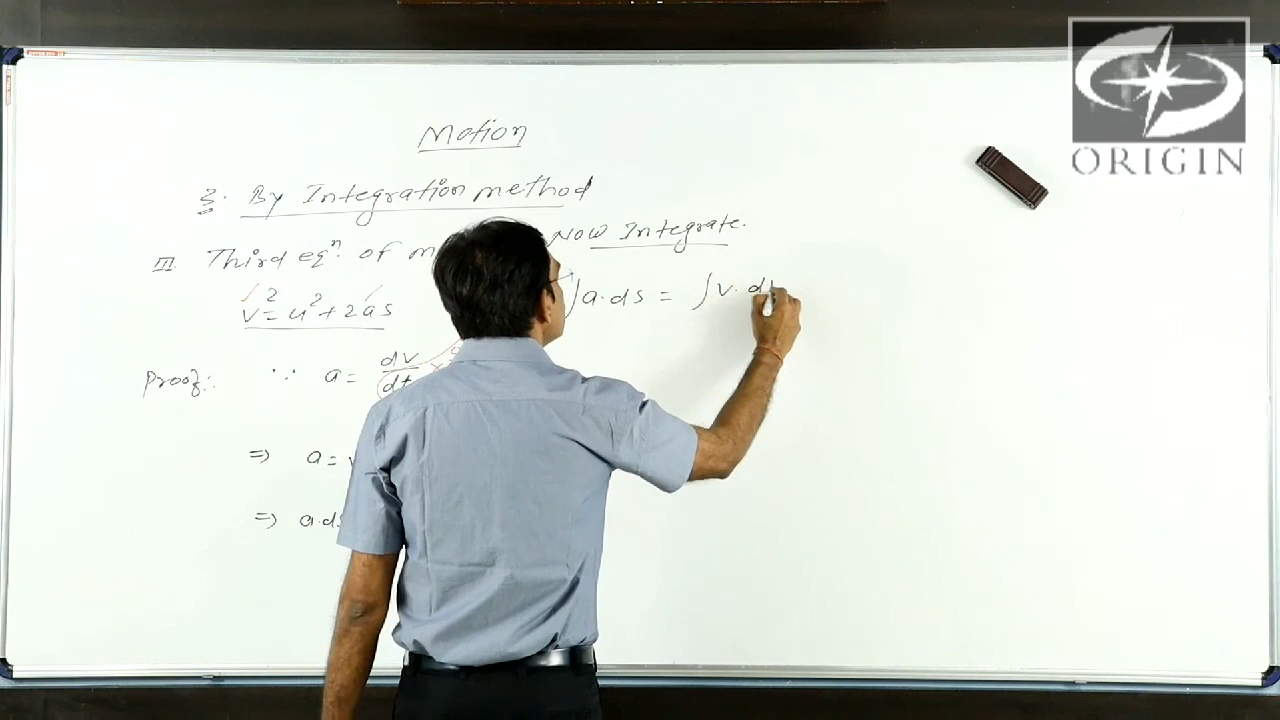 ORIGIN
Motion
3. By Integration method
III Third eqⁿ. of
v² = u² + 2as
Proof:. ∵ a = dv/dt ×
⇒ a =
⇒ a.ds
Now Integrate.
∫a.ds = ∫v.d